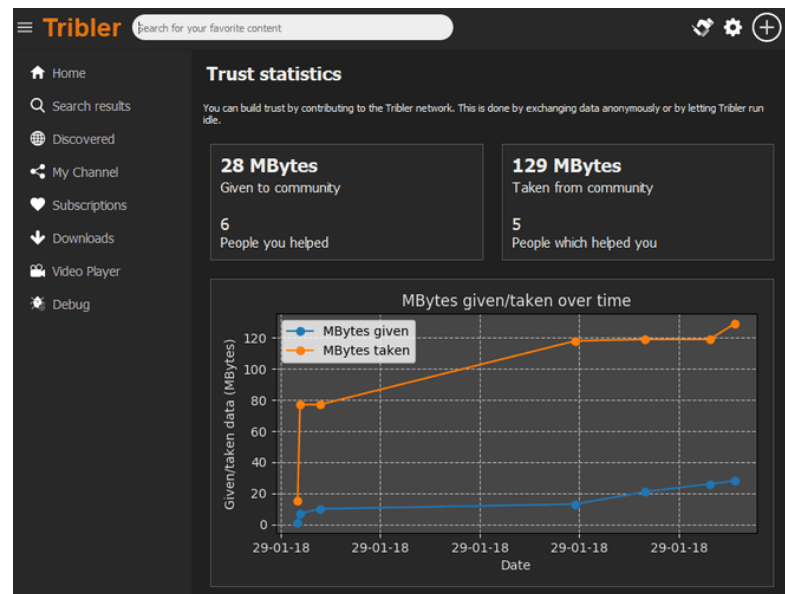 Tribler
Search for your favorite content
Home
Search results
Discovered
My Channel
Subscriptions
Downloads
Video Player
Debug
Trust statistics
You can build trust by contributing to the Tribler network. This is done by exchanging data anonymously or by letting Tribler run
idle.
28 MBytes
Given to community
6
People you helped
129 MBytes
Taken from community
5
People which helped you
MBytes given/taken over time
MBytes given
MBytes taken
Given/taken data (MBytes)
120
100
80
60
40
20
0
29-01-18 29-01-18 29-01-18 29-01-18 29-01-18
Date